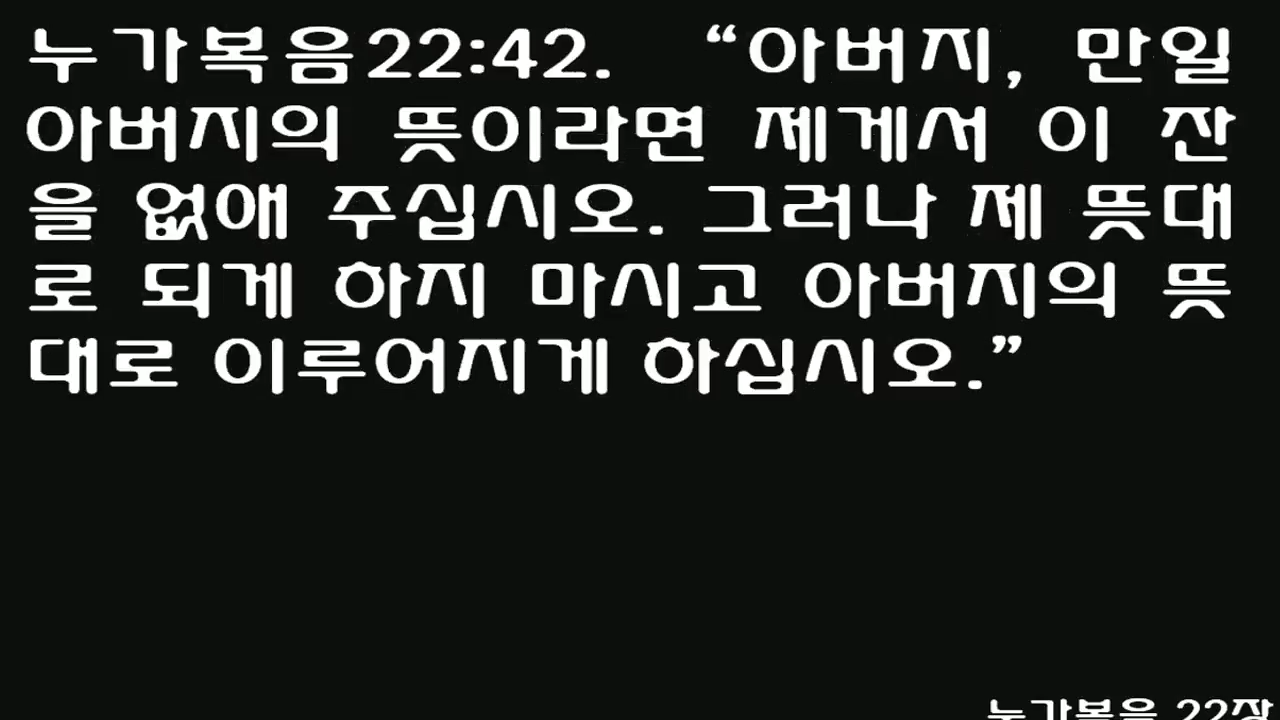 누가복음22:42. “아버지, 만일
아버지의 뜻이라면 제게서 이 잔
을 없애 주십시오. 그러나 제 뜻대
로 되게 하지 마시고 아버지의 뜻
대로 이루어지게 하십시오.”
누가복음 22장